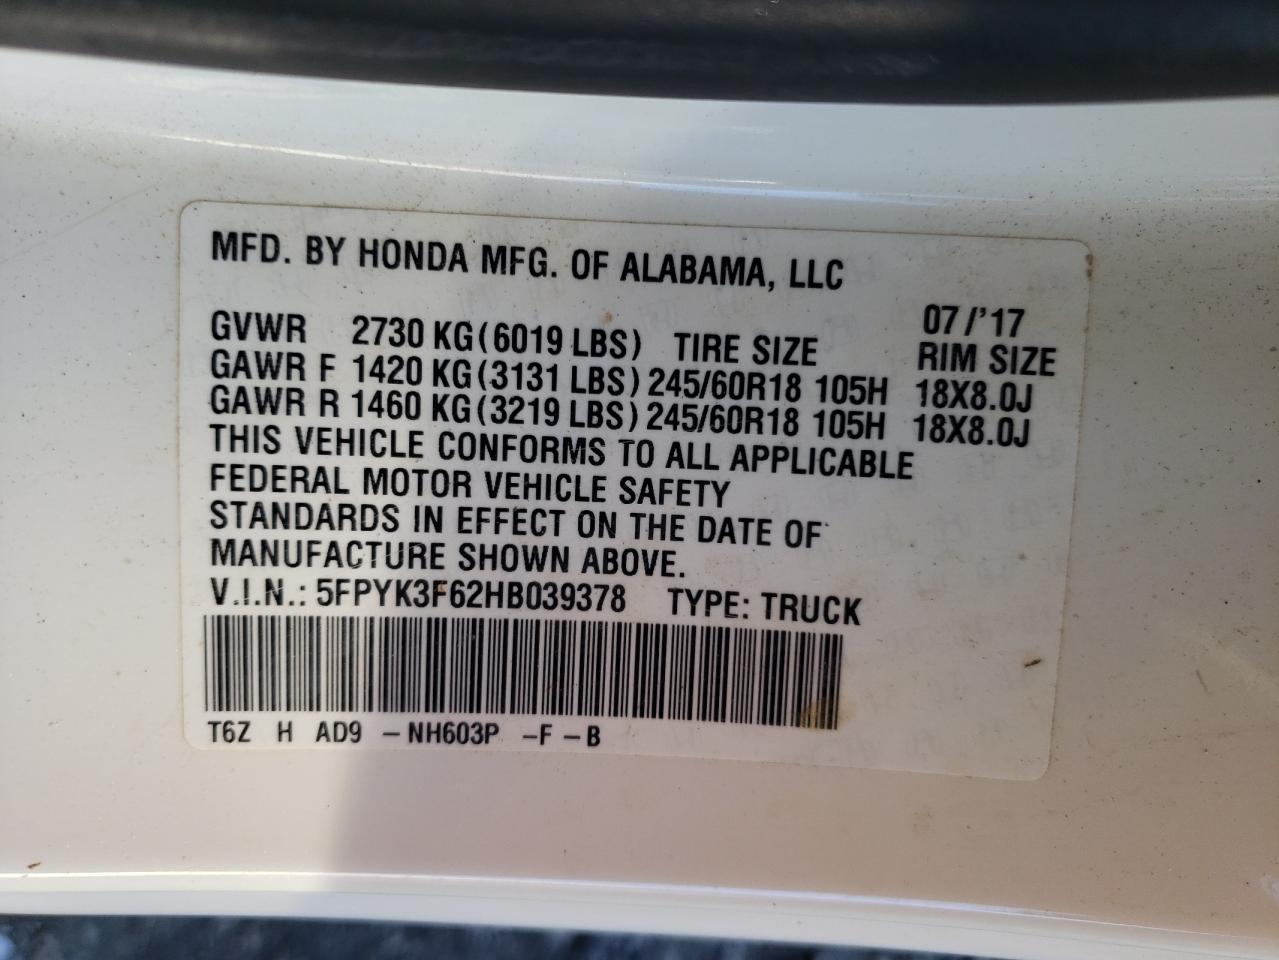 MFD. BY HONDA MFG. OF ALABAMA, LLC
07/'17
GVWR 2730 KG(6019 LBS) TIRE SIZE RIM SIZE
GAWR F 1420 KG(3131 LBS) 245/60R18 105H 18X8.0J
GAWR R 1460 KG(3219 LBS) 245/60R18 105H 18X8.0J
THIS VEHICLE CONFORMS TO ALL APPLICABLE
FEDERAL MOTOR VEHICLE SAFETY
STANDARDS IN EFFECT ON THE DATE OF
MANUFACTURE SHOWN ABOVE.
V.I.N.: 5FPYK3F62HB039378 TYPE: TRUCK
T6Z H AD9 -NH603P -F -B